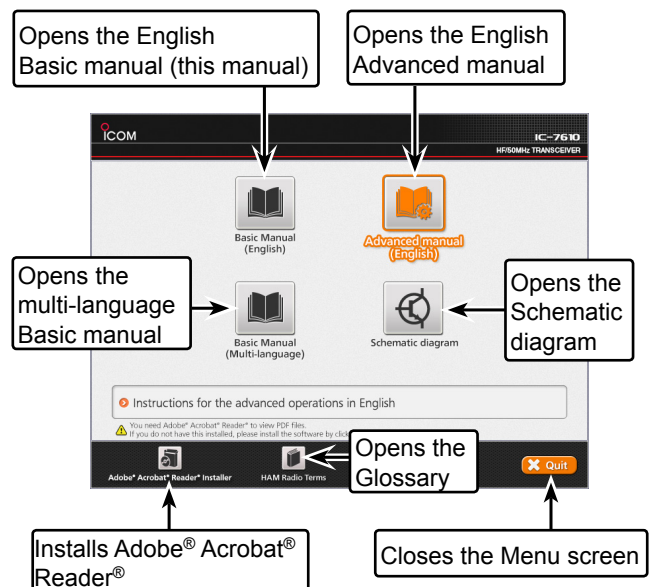 Opens the English
Basic manual (this manual)
Opens the English
Advanced manual
ICOM
IC-7610
HF/50MHz TRANSCEIVER
Basic Manual
(English)
Advanced manual
(English)
Opens the
multi-language
Basic manual
Basic Manual
(Multi-language)
Schematic diagram
Opens the
Schematic
diagram
Instructions for the advanced operations in English
You need Adobe® Acrobat® Reader® to view PDF files.
If you do not have this installed, please install the software by
Opens the
Glossary
Adobe® Acrobat® Reader® Installer
HAM Radio Terms
Quit
Installs Adobe® Acrobat®
Reader®
Closes the Menu screen